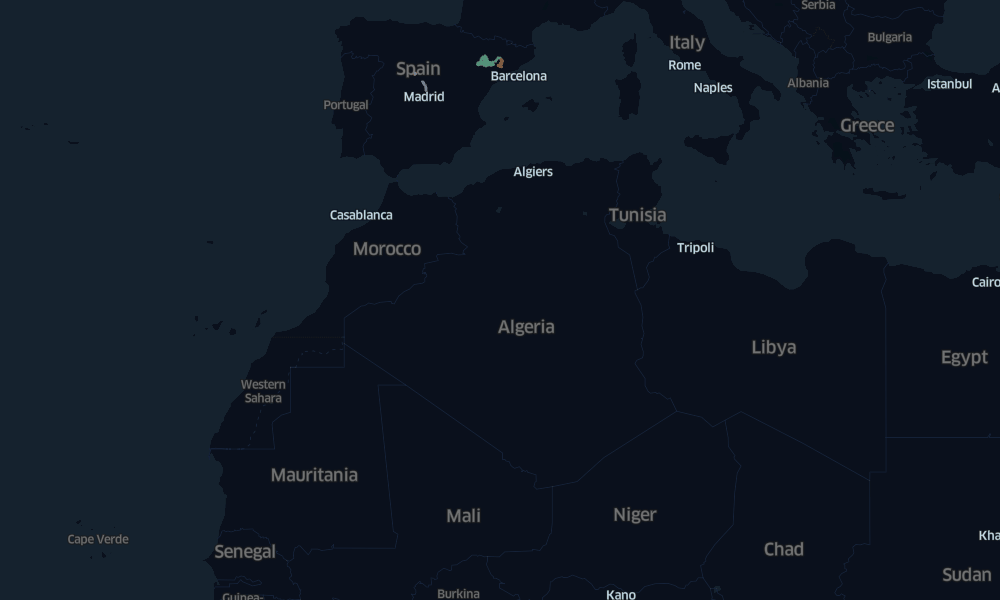 Serbia
Italy
Bulgaria
Rome
Spain
Barcelona
Albania
Istanbul
A
Naples
Madrid
Portugal
Greece
Algiers
Casablanca
Tunisia
Morocco
Tripoli
Cairo
Algeria
Libya
Egypt
Western
Sahara
Mauritania
Mali
Niger
Cape Verde
Kha
Senegal
Chad
Sudan
Guinea-
Burkina
Kano